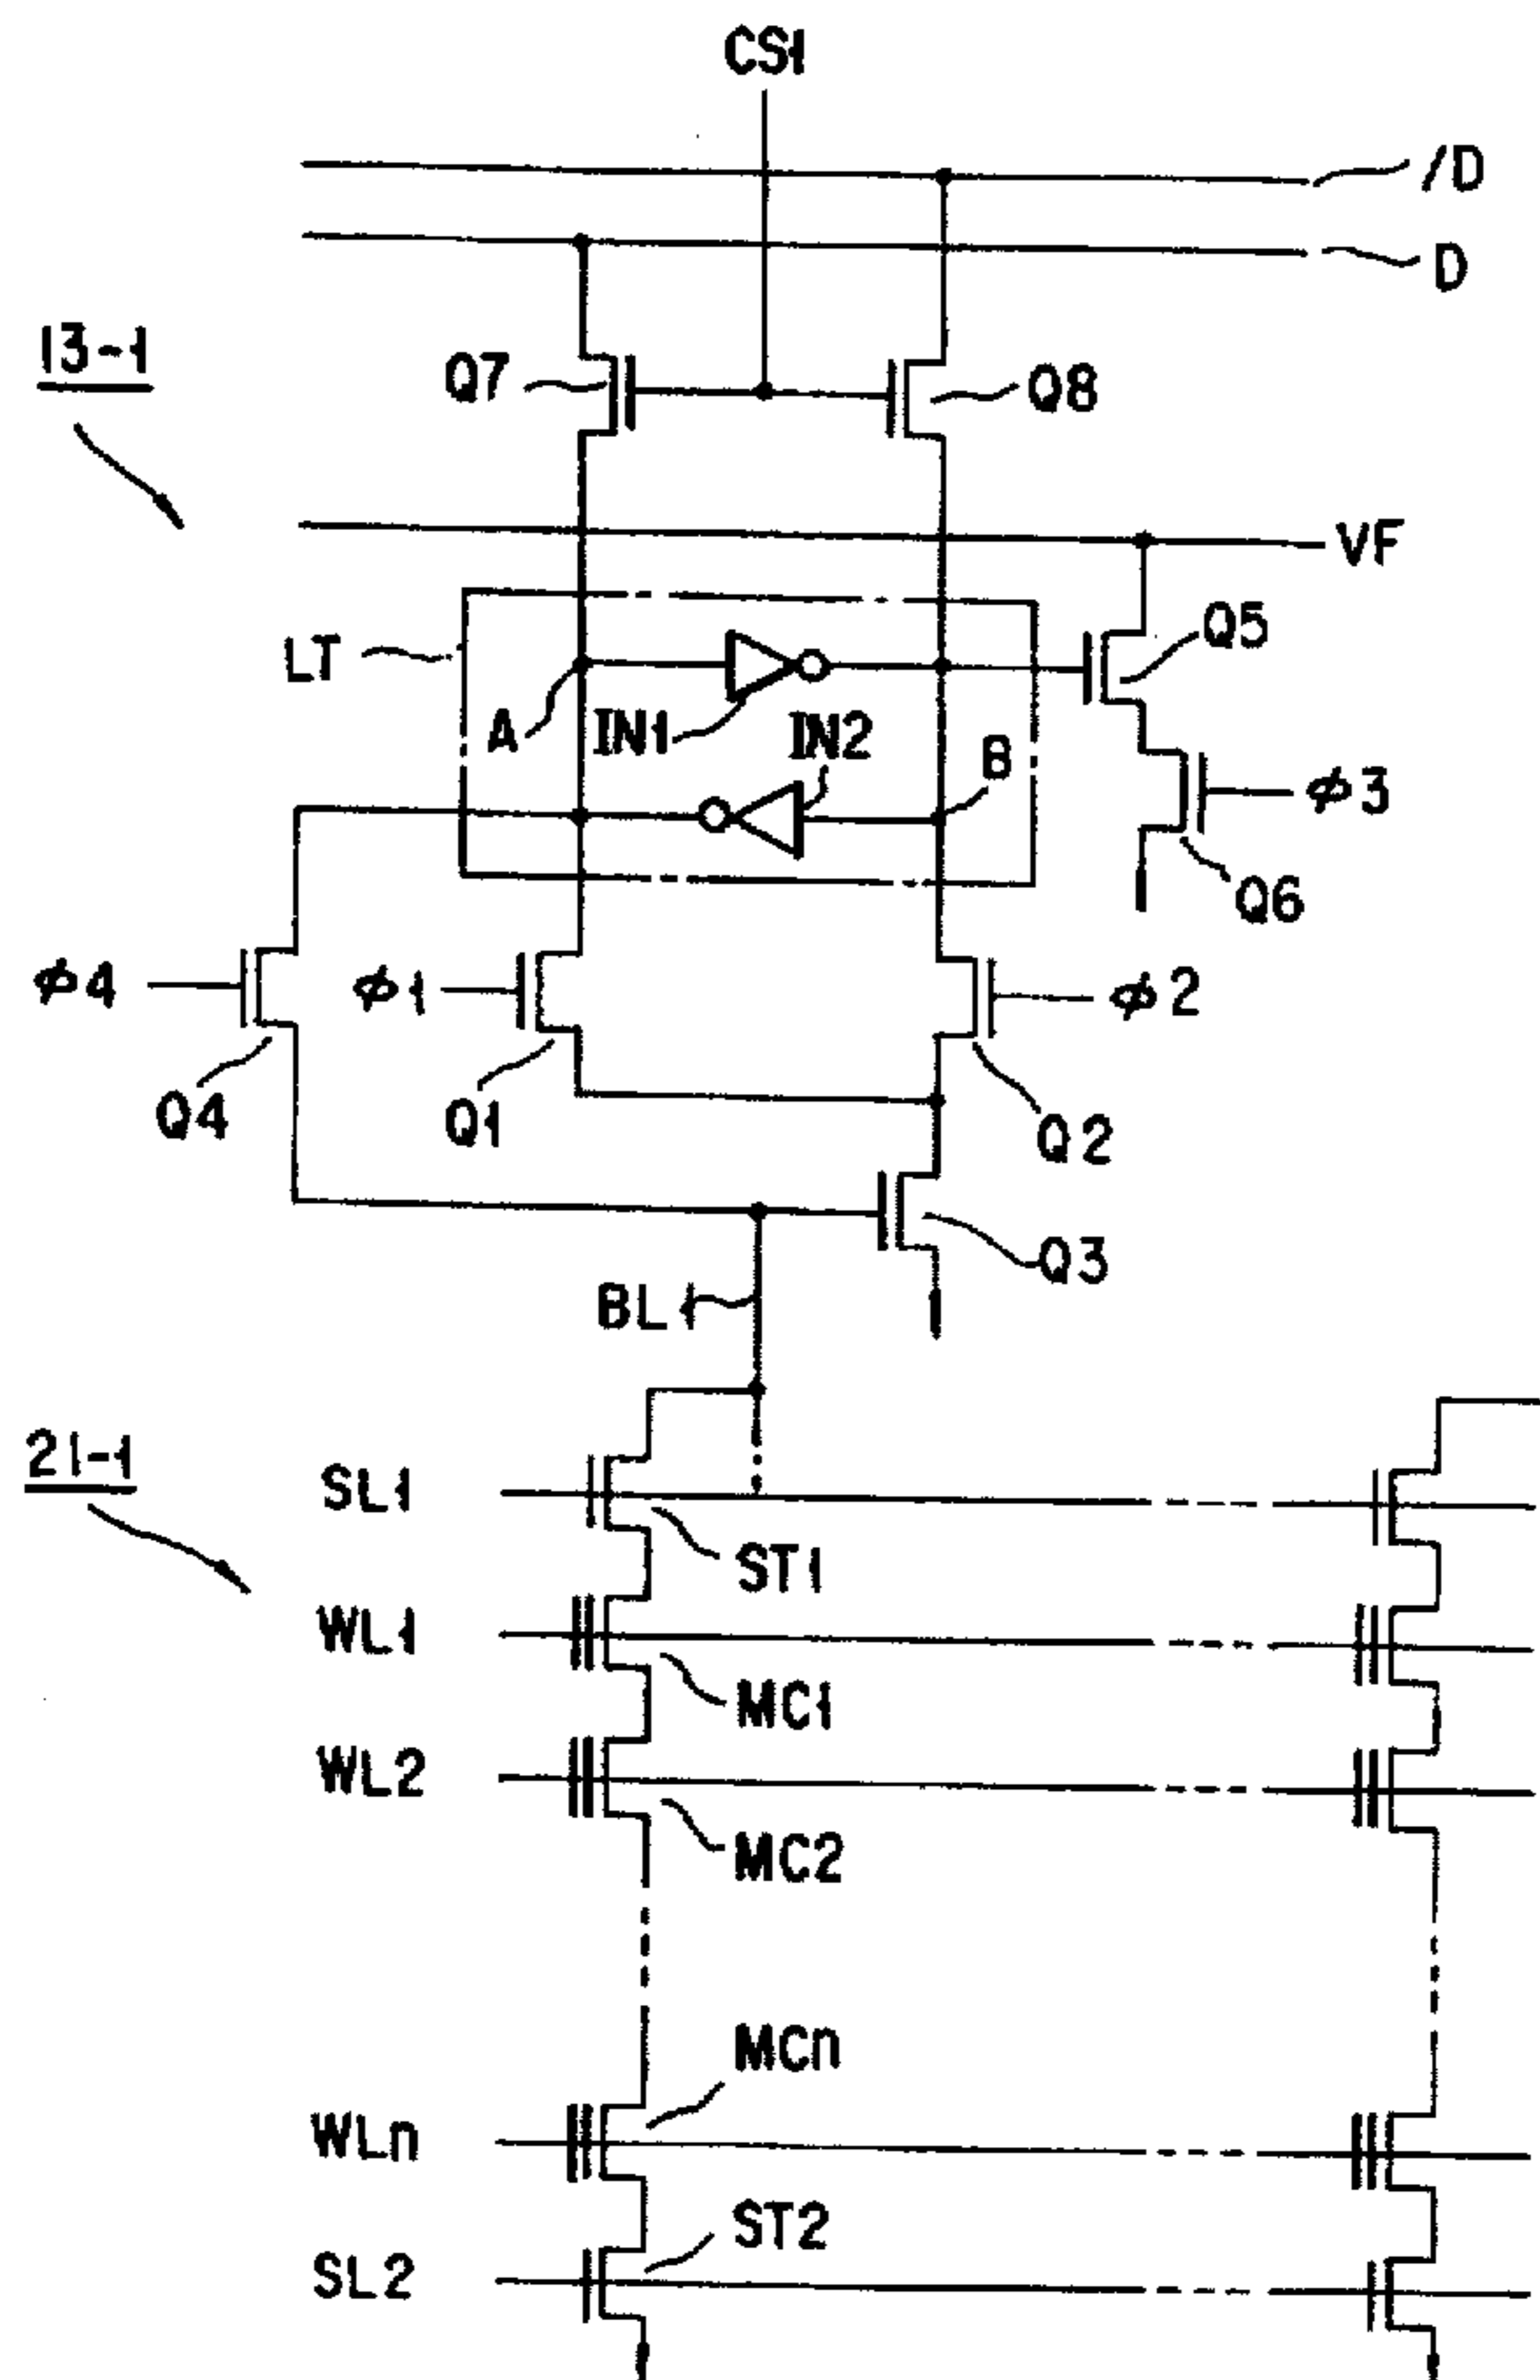 CS1
/D
D
13-1
Q7
Q8
VF
LT
Q5
A
IN1
IN2
B
φ3
Q6
φ4
φ1
φ2
Q4
Q1
Q2
Q3
BL1
21-1
SL1
ST1
WL1
MC1
WL2
MC2
MCn
WLn
ST2
SL2